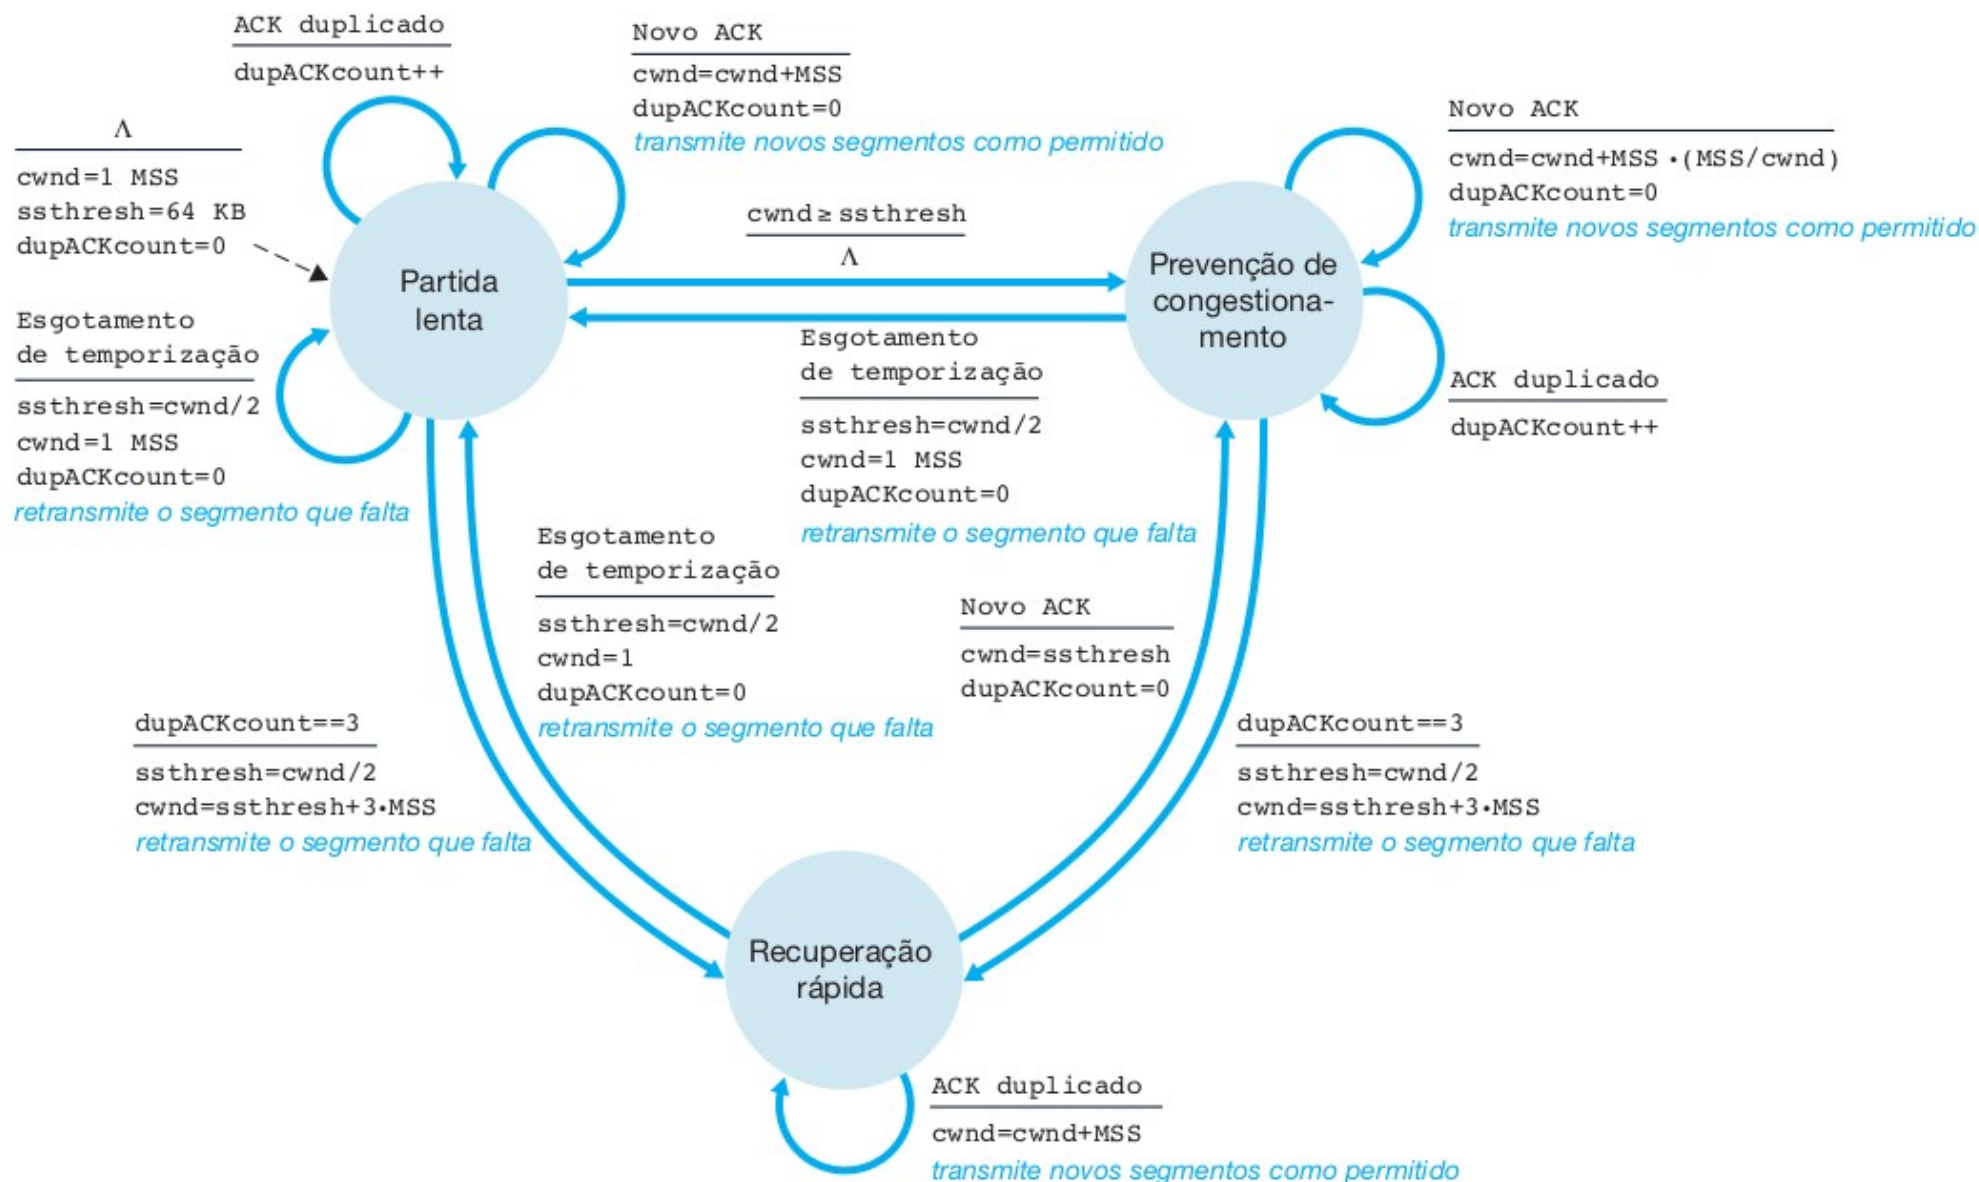 ACK duplicado
dupACKcount++
Novo ACK
cwnd=cwnd+MSS
dupACKcount=0
transmite novos segmentos como permitido
Λ
cwnd=1 MSS
ssthresh=64 KB
dupACKcount=0
Novo ACK
cwnd=cwnd+MSS •(MSS/cwnd)
dupACKcount=0
transmite novos segmentos como permitido
cwnd≥ssthresh
Λ
Partida
lenta
Prevenção de
congestiona-
mento
Esgotamento
de temporização
ssthresh=cwnd/2
cwnd=1 MSS
dupACKcount=0
retransmite o segmento que falta
Esgotamento
de temporização
ssthresh=cwnd/2
cwnd=1 MSS
dupACKcount=0
retransmite o segmento que falta
ACK duplicado
dupACKcount++
Esgotamento
de temporização
ssthresh=cwnd/2
cwnd=1
dupACKcount=0
retransmite o segmento que falta
Novo ACK
cwnd=ssthresh
dupACKcount=0
dupACKcount==3
ssthresh=cwnd/2
cwnd=ssthresh+3•MSS
retransmite o segmento que falta
dupACKcount==3
ssthresh=cwnd/2
cwnd=ssthresh+3•MSS
retransmite o segmento que falta
Recuperação
rápida
ACK duplicado
cwnd=cwnd+MSS
transmite novos segmentos como permitido